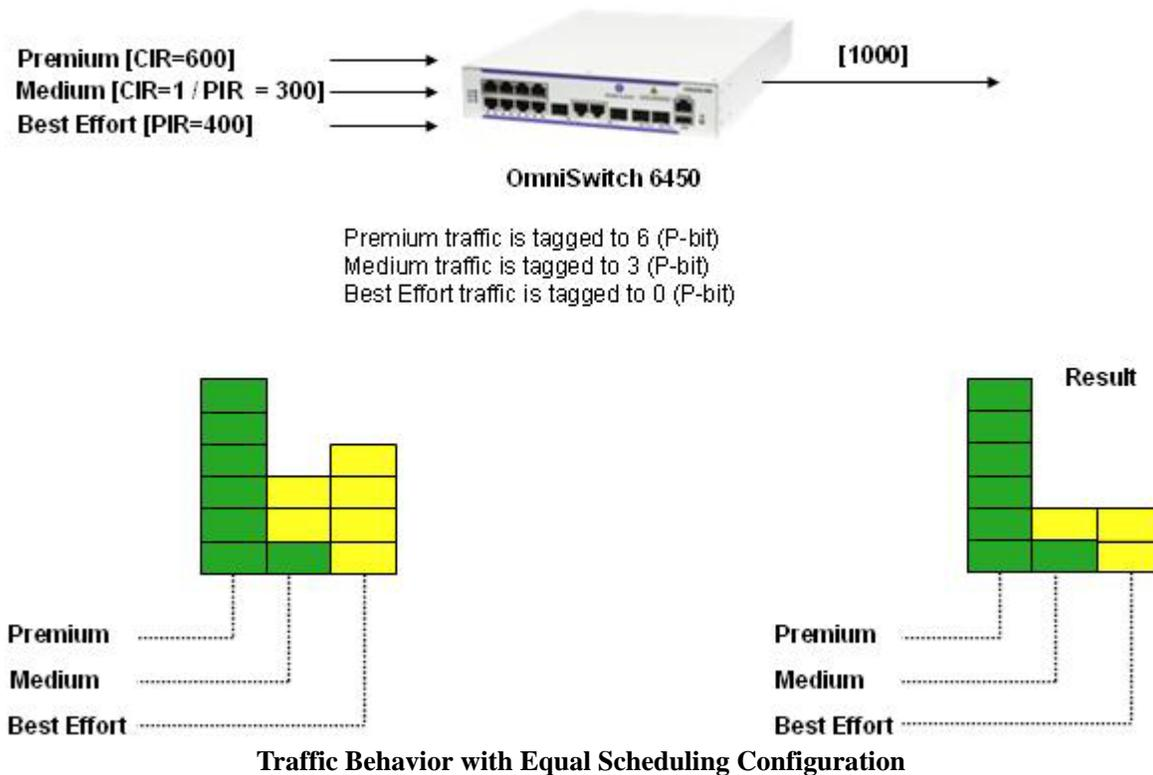 Premium [CIR=600]
Medium [CIR=1 / PIR = 300]
Best Effort [PIR=400]
[1000]
OmniSwitch 6450
Premium traffic is tagged to 6 (P-bit)
Medium traffic is tagged to 3 (P-bit)
Best Effort traffic is tagged to 0 (P-bit)
Result
Premium
Medium
Best Effort
Premium
Medium
Best Effort
Traffic Behavior with Equal Scheduling Configuration